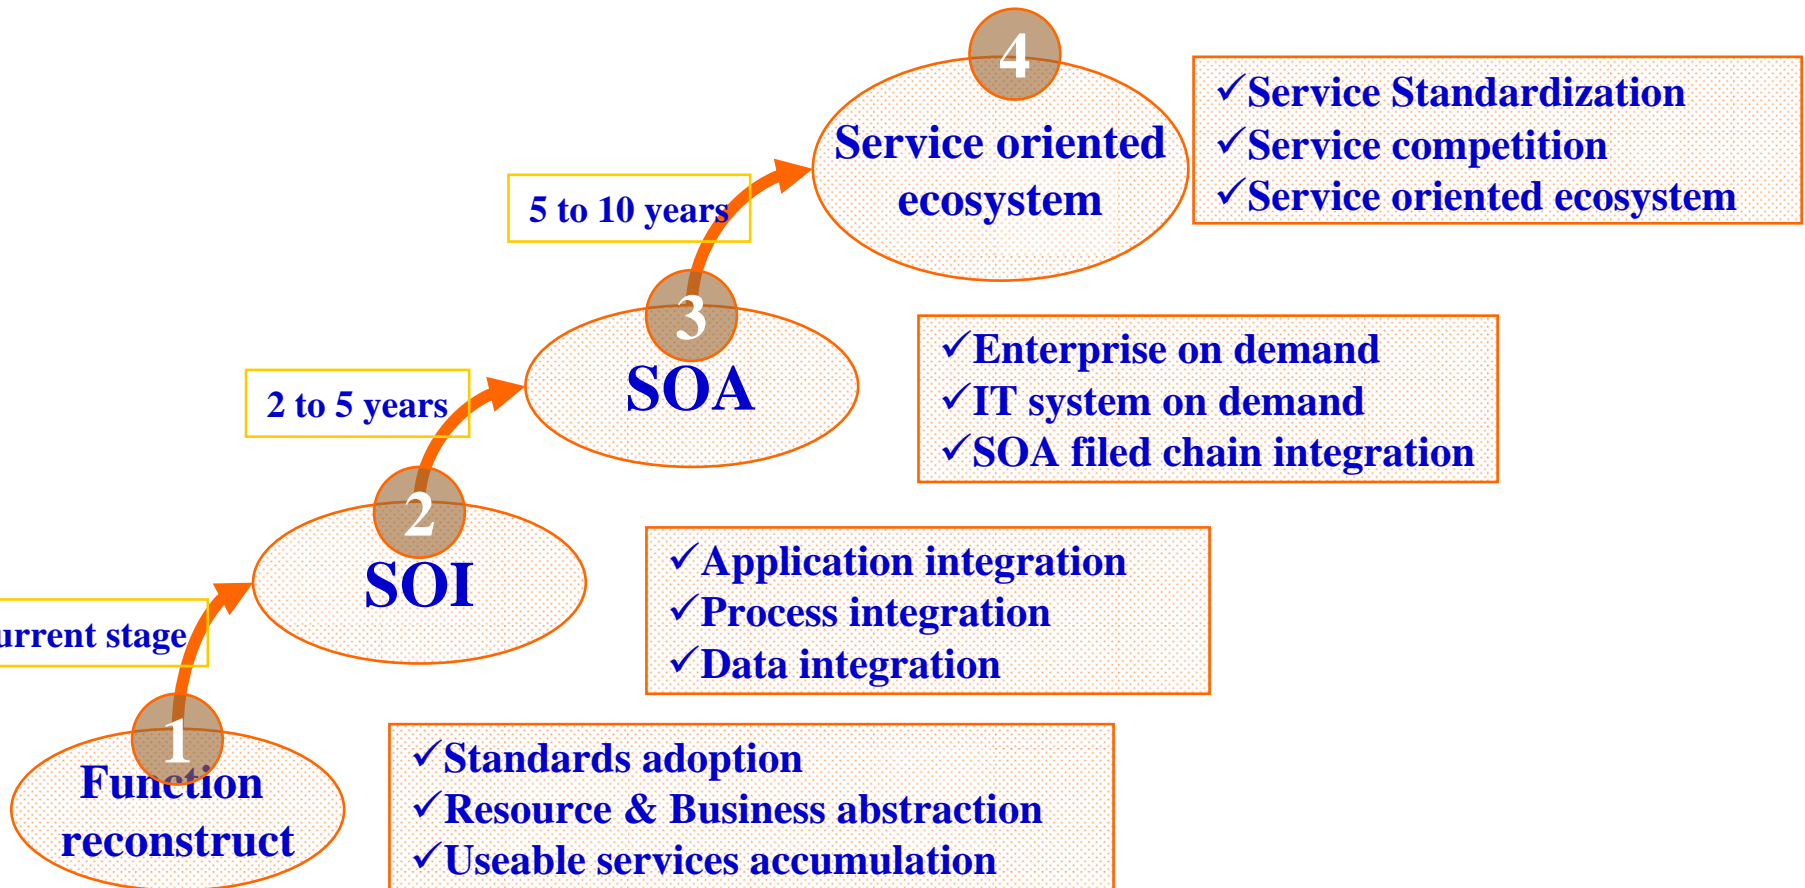 4
Service oriented
ecosystem
✓Service Standardization
✓Service competition
✓Service oriented ecosystem
5 to 10 years
3
SOA
✓Enterprise on demand
✓IT system on demand
✓SOA filed chain integration
2 to 5 years
2
SOI
✓Application integration
✓Process integration
✓Data integration
urrent stage
1
Function
reconstruct
✓Standards adoption
✓Resource & Business abstraction
✓Useable services accumulation